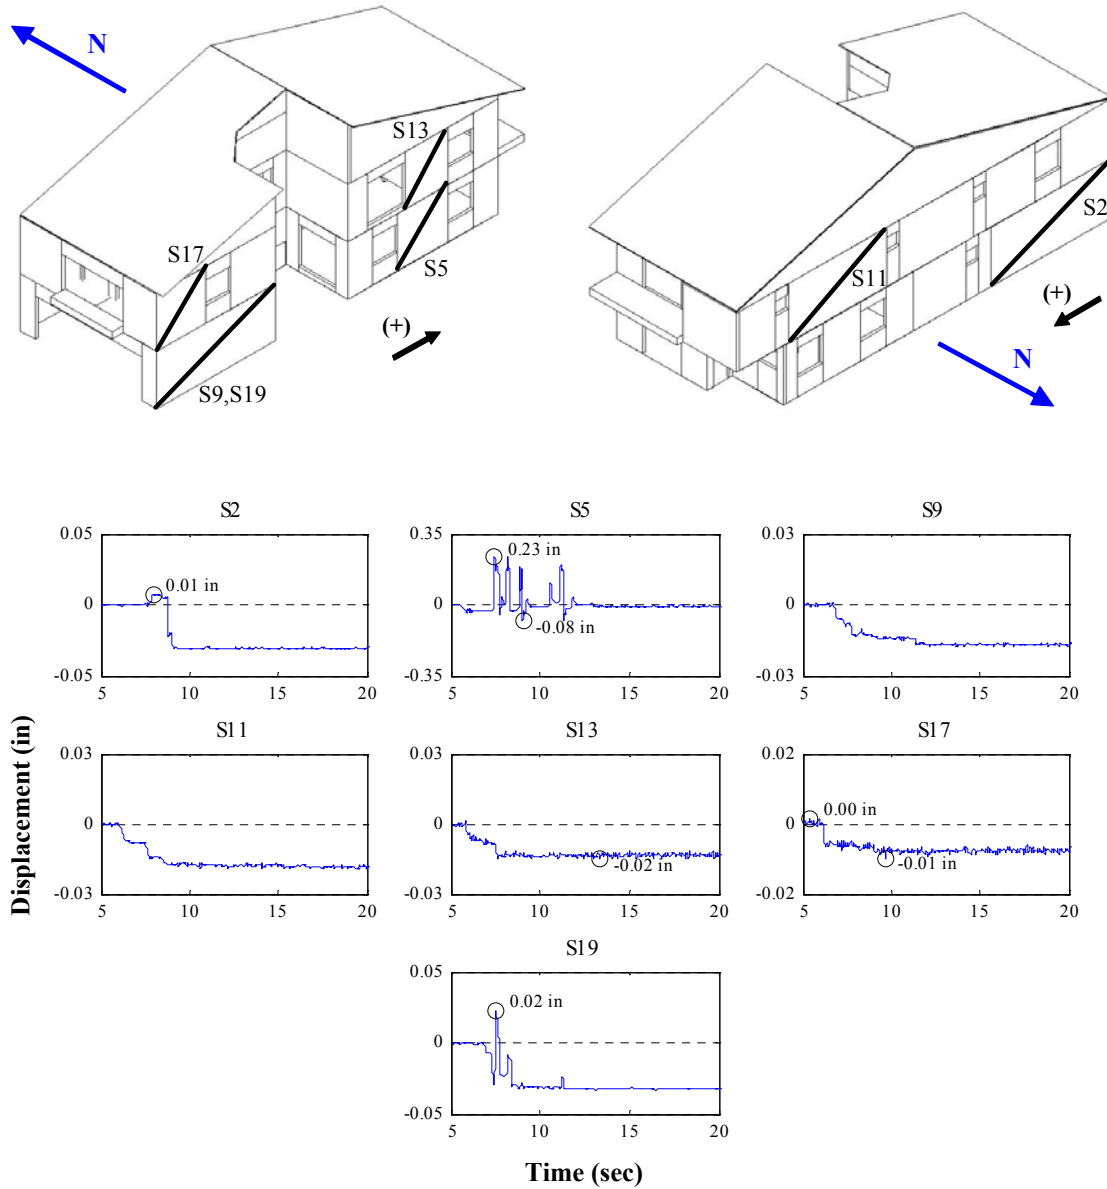 N
S13
S17
S5
(+)
S9,S19
S2
S11
(+)
N
S2
0.05
0
-0.05
0.01 in
5 10 15 20
S5
0.35
0
-0.35
0.23 in
-0.08 in
5 10 15 20
S9
0.03
0
-0.03
5 10 15 20
S11
0.03
0
-0.03
5 10 15 20
S13
0.03
0
-0.03
-0.02 in
5 10 15 20
S17
0.02
0
-0.02
0.00 in
-0.01 in
5 10 15 20
S19
0.05
0
-0.05
0.02 in
5 10 15 20
Displacement (in)
Time (sec)